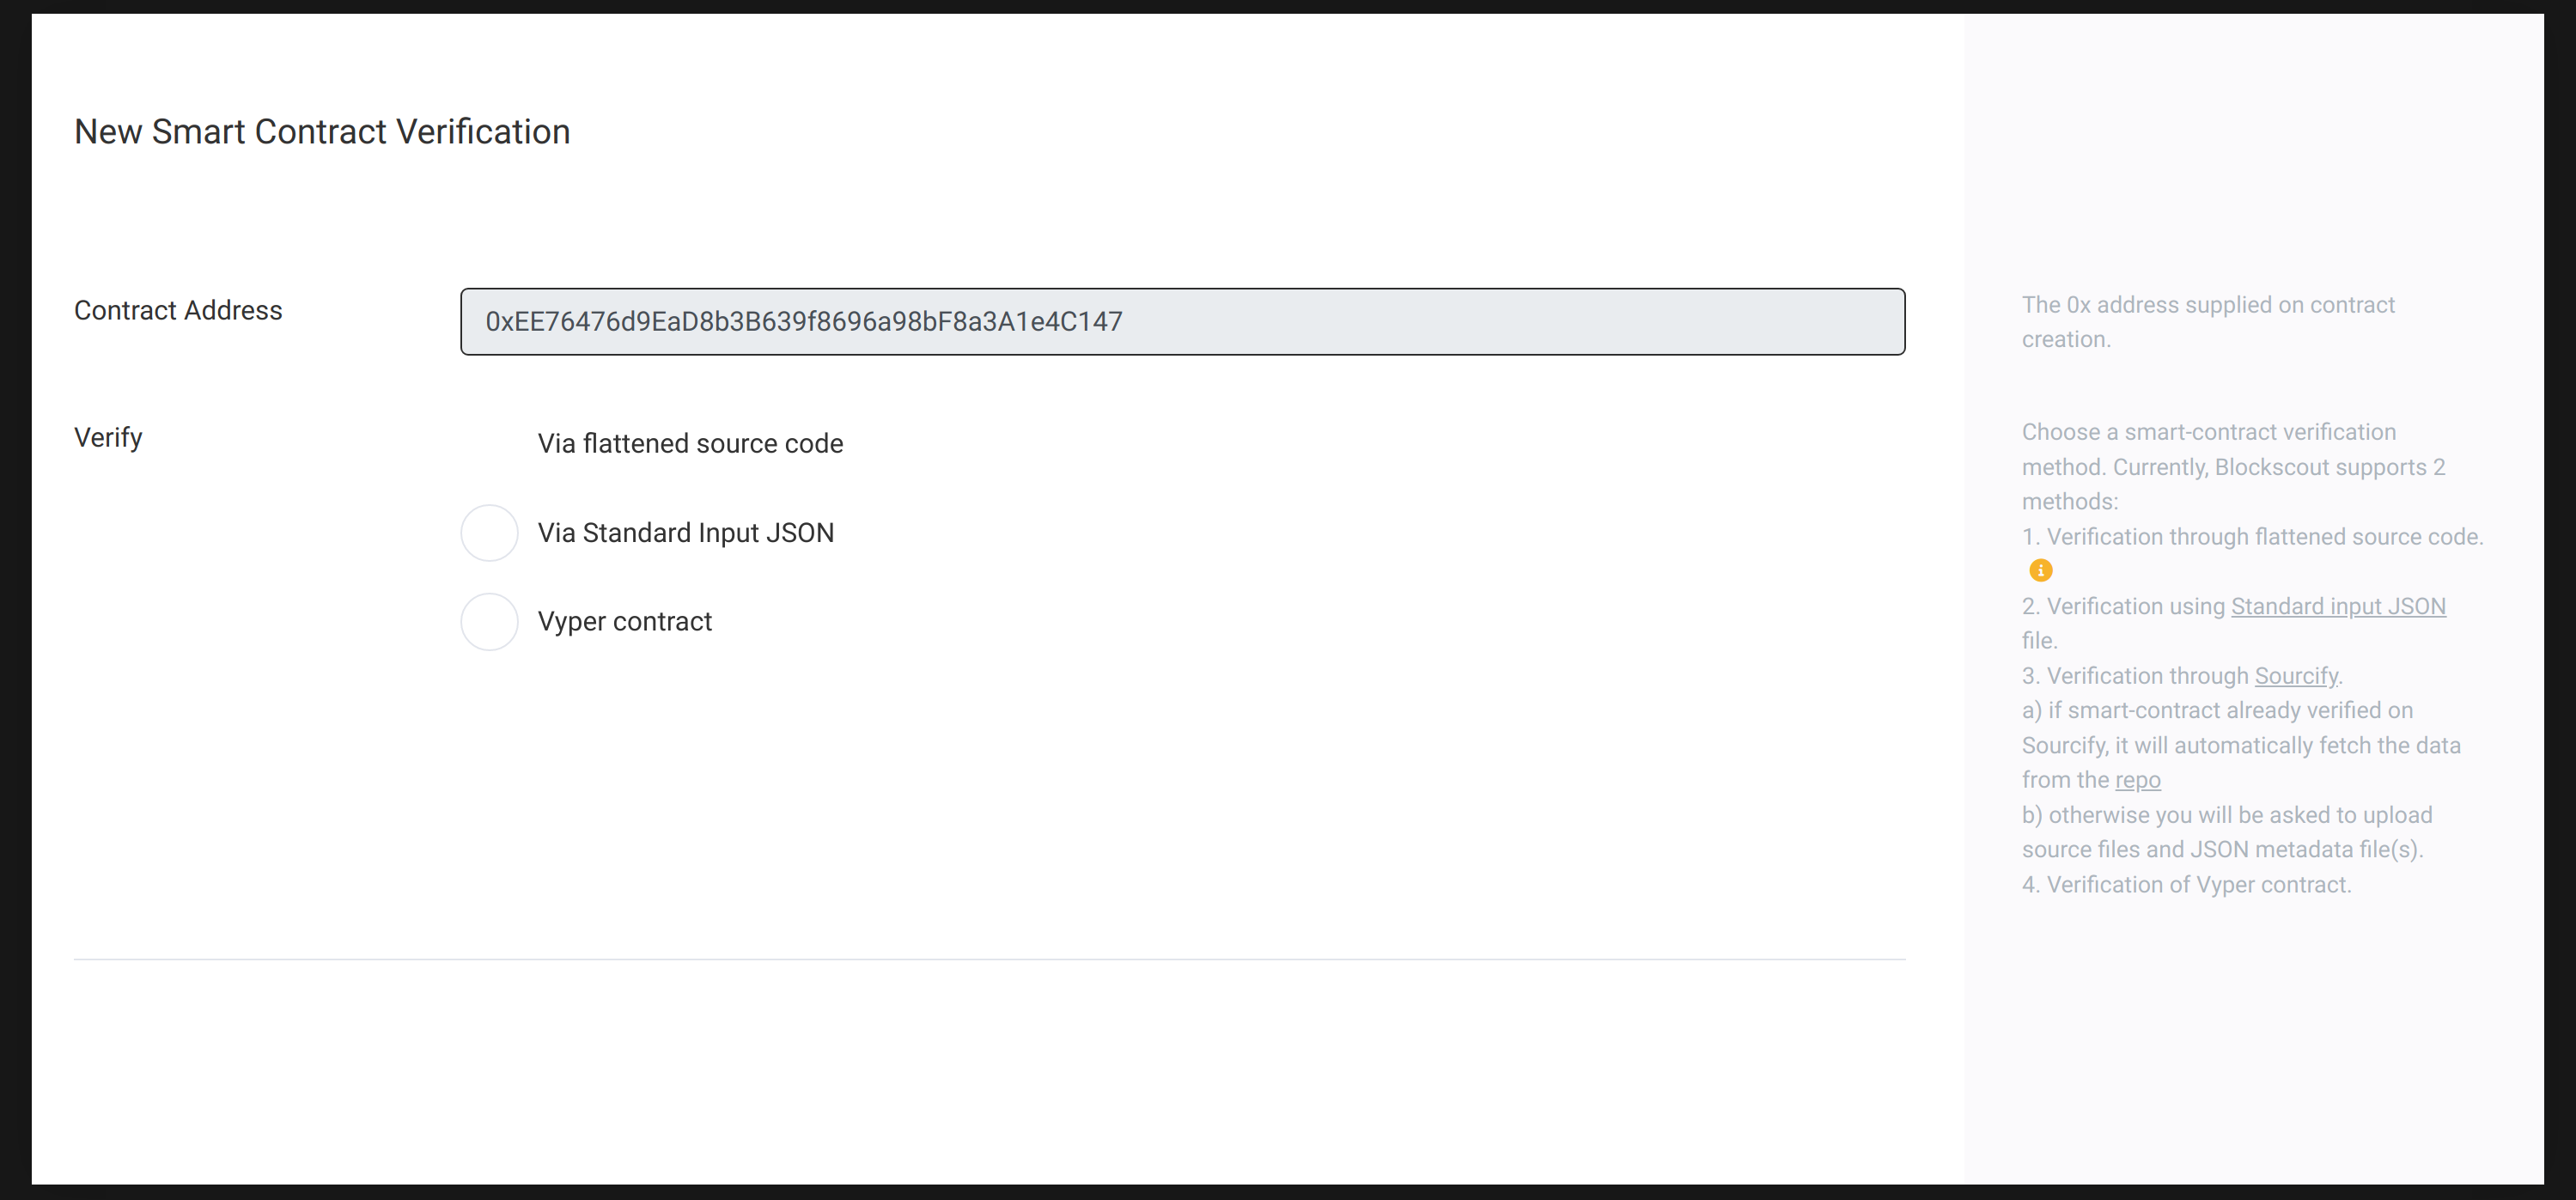 New Smart Contract Verification
Contract Address
0xEE76476d9EaD8b3B639f8696a98bF8a3A1e4C147
The 0x address supplied on contract
creation.
Verify
Via flattened source code
Via Standard Input JSON
Vyper contract
Choose a smart-contract verification
method. Currently, Blockscout supports 2
methods:
1. Verification through flattened source code.
i
2. Verification using Standard input JSON
file.
3. Verification through Sourcify.
a) if smart-contract already verified on
Sourcify, it will automatically fetch the data
from the repo
b) otherwise you will be asked to upload
source files and JSON metadata file(s).
4. Verification of Vyper contract.